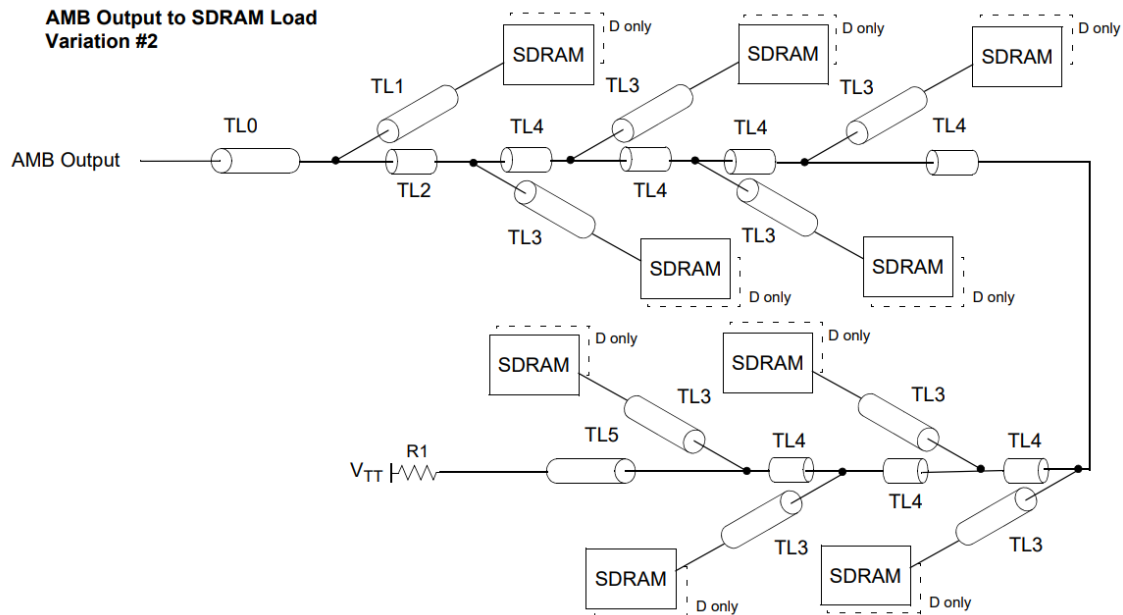 AMB Output to SDRAM Load
Variation #2
D only
D only
D only
SDRAM
SDRAM
SDRAM
TL1
TL3
TL3
TL0
TL4
TL4
TL4
AMB Output
TL2
TL4
TL3
TL3
SDRAM
SDRAM
D only
D only
D only
D only
SDRAM
SDRAM
TL3
TL3
TL5
TL4
TL4
R1
VTT
TL4
TL3
TL3
SDRAM
SDRAM
D only
D only